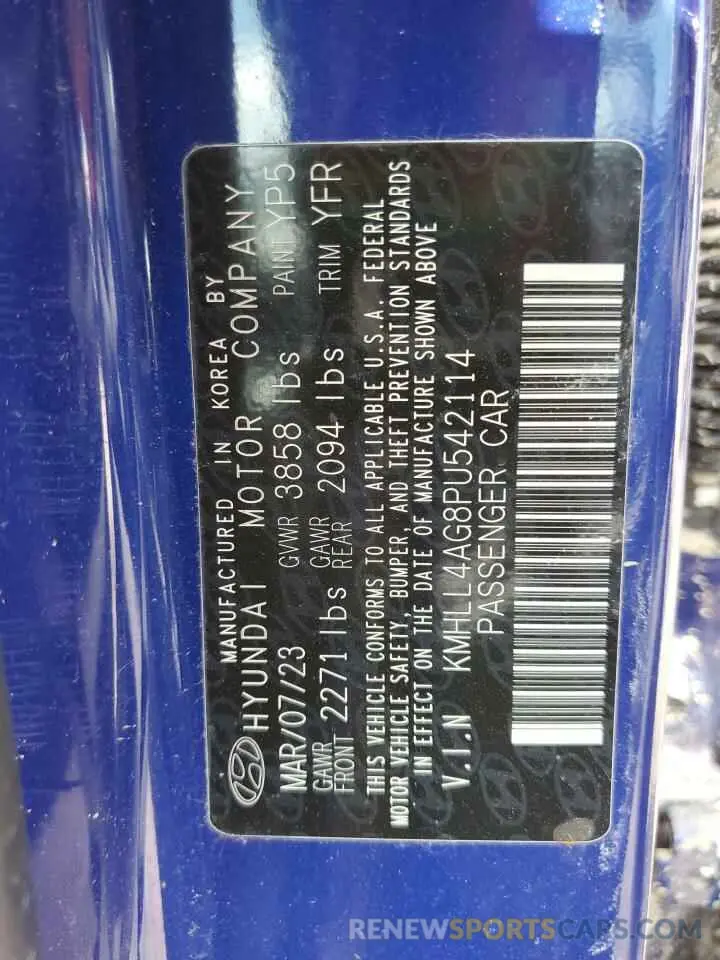 MANUFACTURED IN KOREA BY
HYUNDAI MOTOR COMPANY
MAR/07/23 GVWR 3858 lbs PAINT YP5
GAWR FRONT 2271 lbs GAWR REAR 2094 lbs TRIM YFR
THIS VEHICLE CONFORMS TO ALL APPLICABLE U.S.A. FEDERAL
MOTOR VEHICLE SAFETY, BUMPER, AND THEFT PREVENTION STANDARDS
IN EFFECT ON THE DATE OF MANUFACTURE SHOWN ABOVE
V.I.N KMHLL4AG8PU542114
PASSENGER CAR
RENEWSPORTSCARS.COM